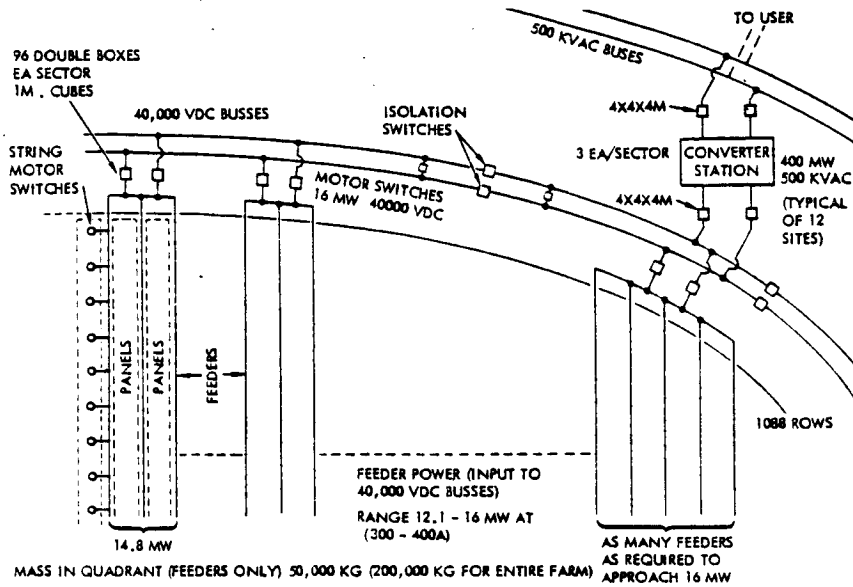 TO USER
500 KVAC BUSES
96 DOUBLE BOXES
EA SECTOR
1M. CUBES
40,000 VDC BUSSES
ISOLATION
SWITCHES
4X4X4M
3 EA/SECTOR
CONVERTER
STATION
400 MW
500 KVAC
STRING
MOTOR
SWITCHES
MOTOR SWITCHES
16 MW 40000 VDC
4X4X4M
(TYPICAL
OF 12
SITES)
PANELS
PANELS
FEEDERS
1088 ROWS
FEEDER POWER (INPUT TO
40,000 VDC BUSSES)
RANGE 12.1 - 16 MW AT
(300 - 400A)
14.8 MW
AS MANY FEEDERS
AS REQUIRED TO
APPROACH 16 MW
MASS IN QUADRANT (FEEDERS ONLY) 50,000 KG (200,000 KG FOR ENTIRE FARM)